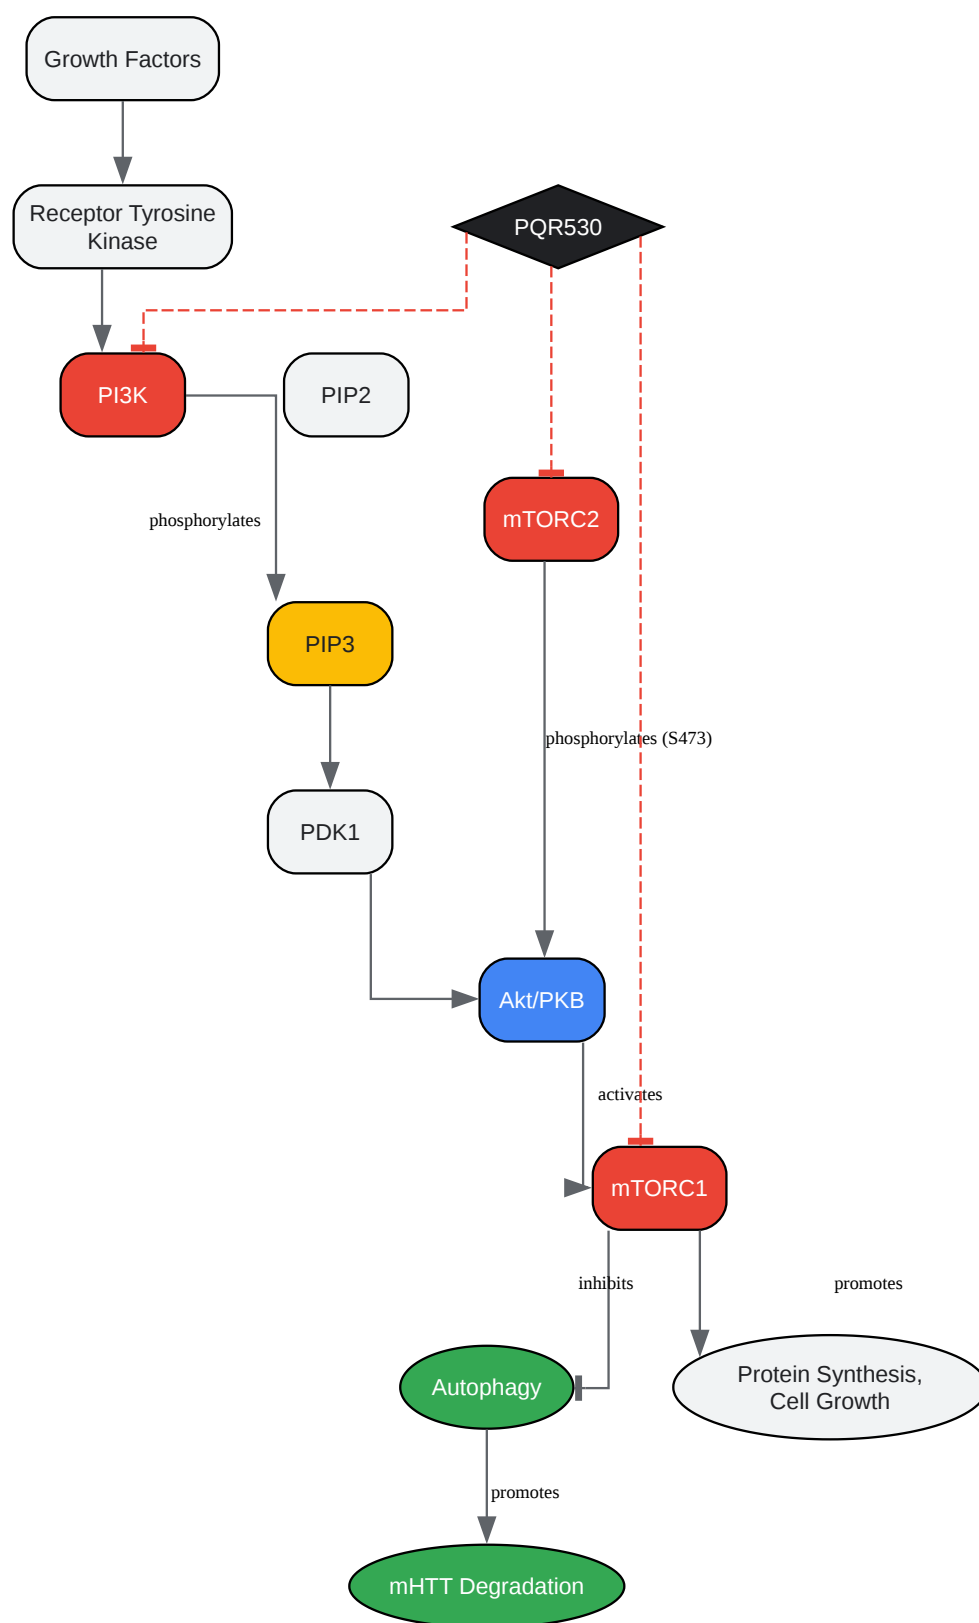 Growth Factors
Receptor Tyrosine
Kinase
PQR530
PI3K
PIP2
mTORC2
phosphorylates
PIP3
phosphorylates (S473)
PDK1
Akt/PKB
activates
mTORC1
inhibits
promotes
Autophagy
Protein Synthesis,
Cell Growth
promotes
mHTT Degradation